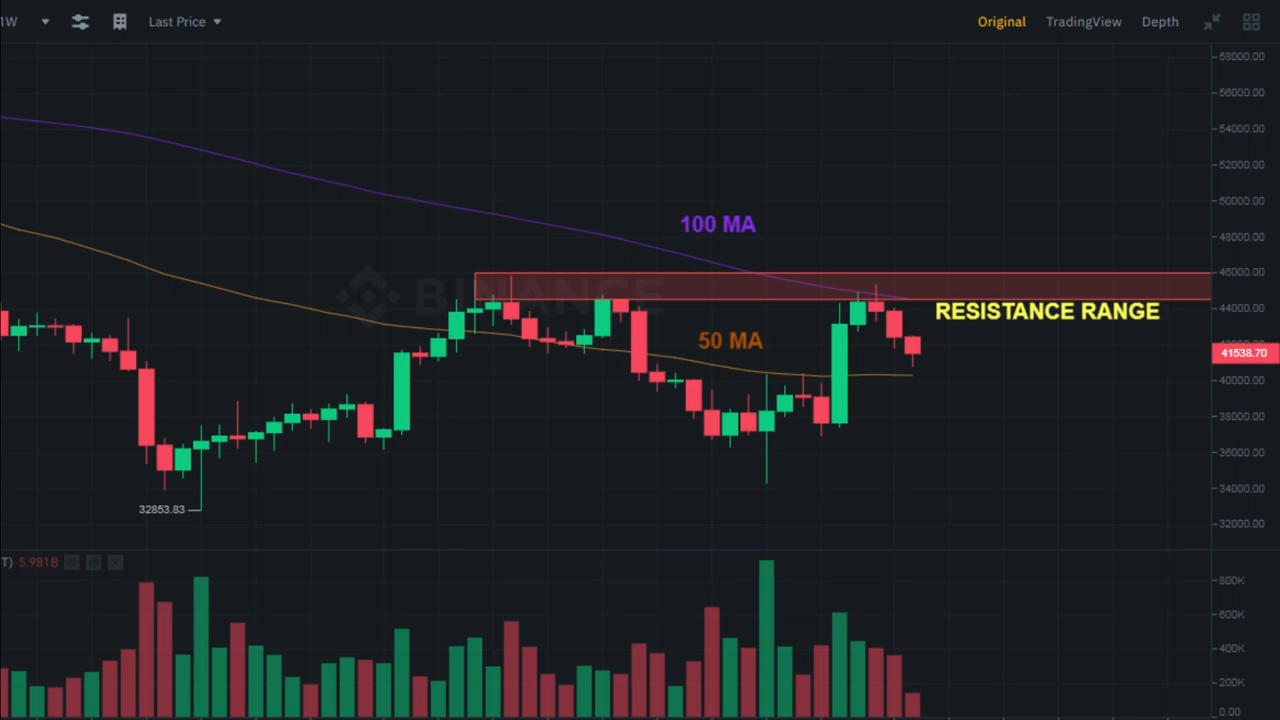 1W
Last Price
Original
TradingView
Depth
58000.00
56000.00
54000.00
52000.00
50000.00
100 MA
48000.00
46000.00
BINANCE
RESISTANCE RANGE
44000.00
50 MA
41538.70
40000.00
38000.00
36000.00
34000.00
32853.83
32000.00
T) 5.981B
800K
600K
400K
200K
0.00